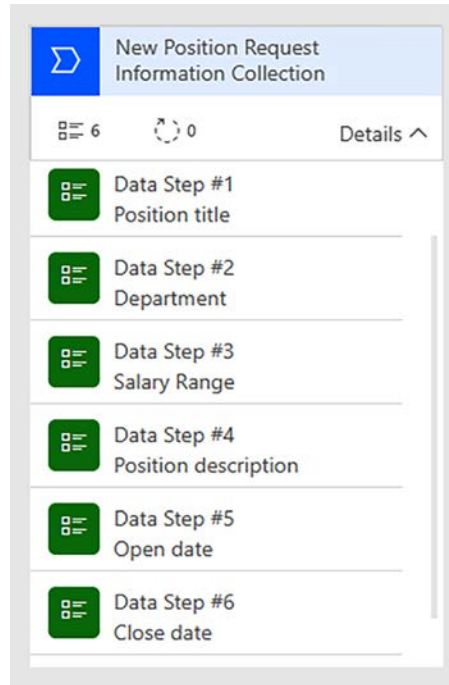 New Position Request
Information Collection
6
0
Details
Data Step #1
Position title
Data Step #2
Department
Data Step #3
Salary Range
Data Step #4
Position description
Data Step #5
Open date
Data Step #6
Close date